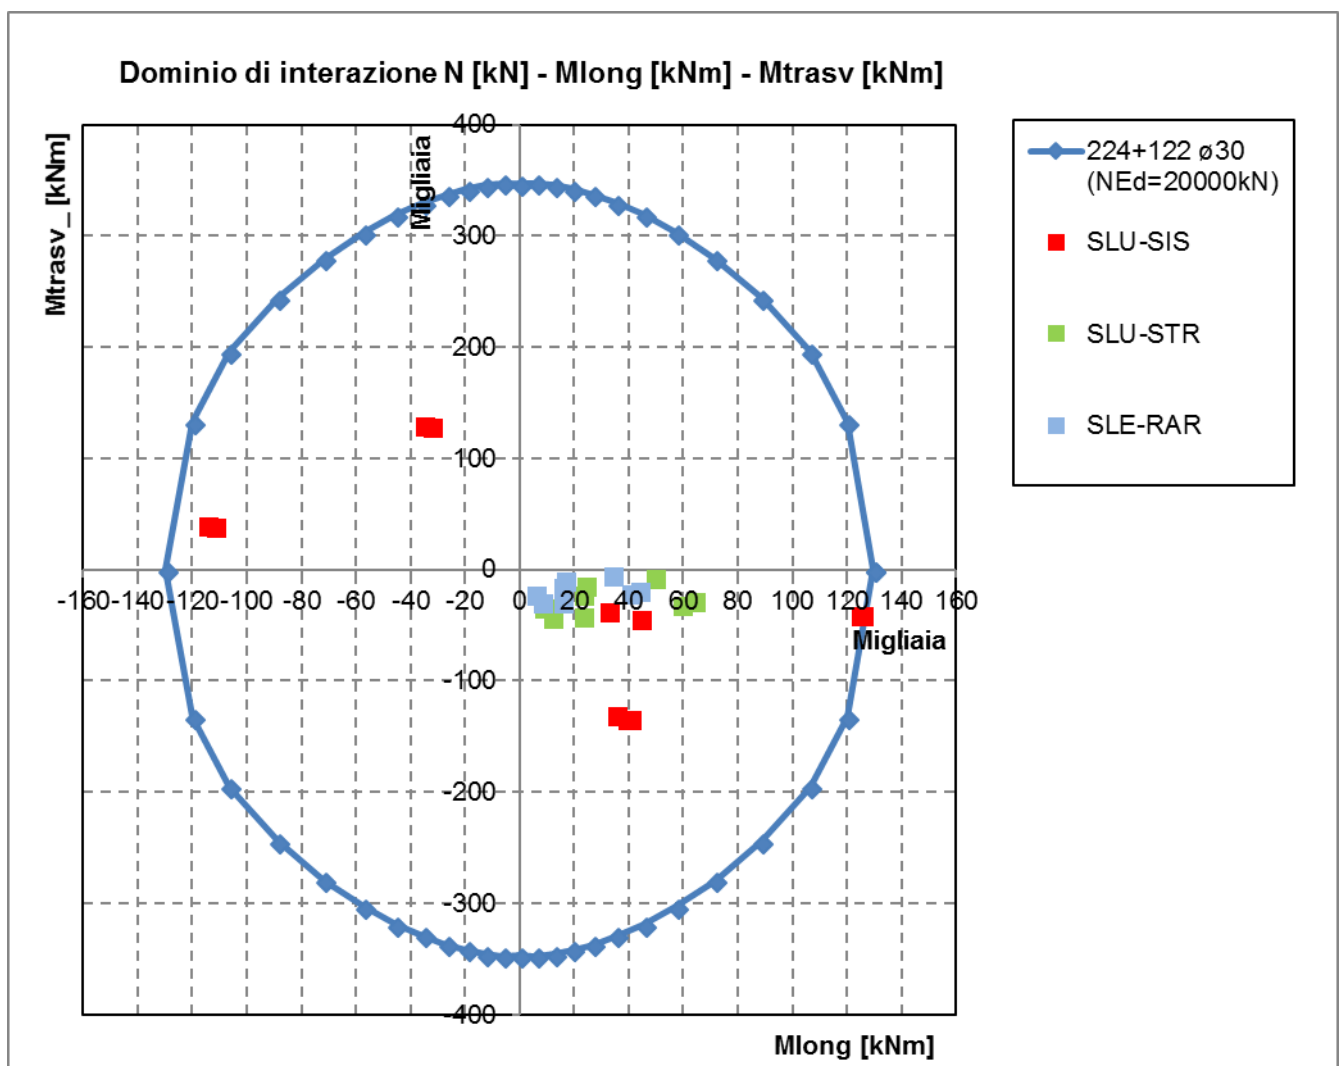 Dominio di interazione N [kN] - Mlong [kNm] - Mtrasv [kNm]
Mtrasv_ [kNm]
Migliaia
400
300
200
100
0
-100
-200
-300
-400
-160 -140 -120 -100 -80 -60 -40 -20 0 20 40 60 80 100 120 140 160
Migliaia
Mlong [kNm]
224+122 ø30
(NEd=20000kN)
SLU-SIS
SLU-STR
SLE-RAR